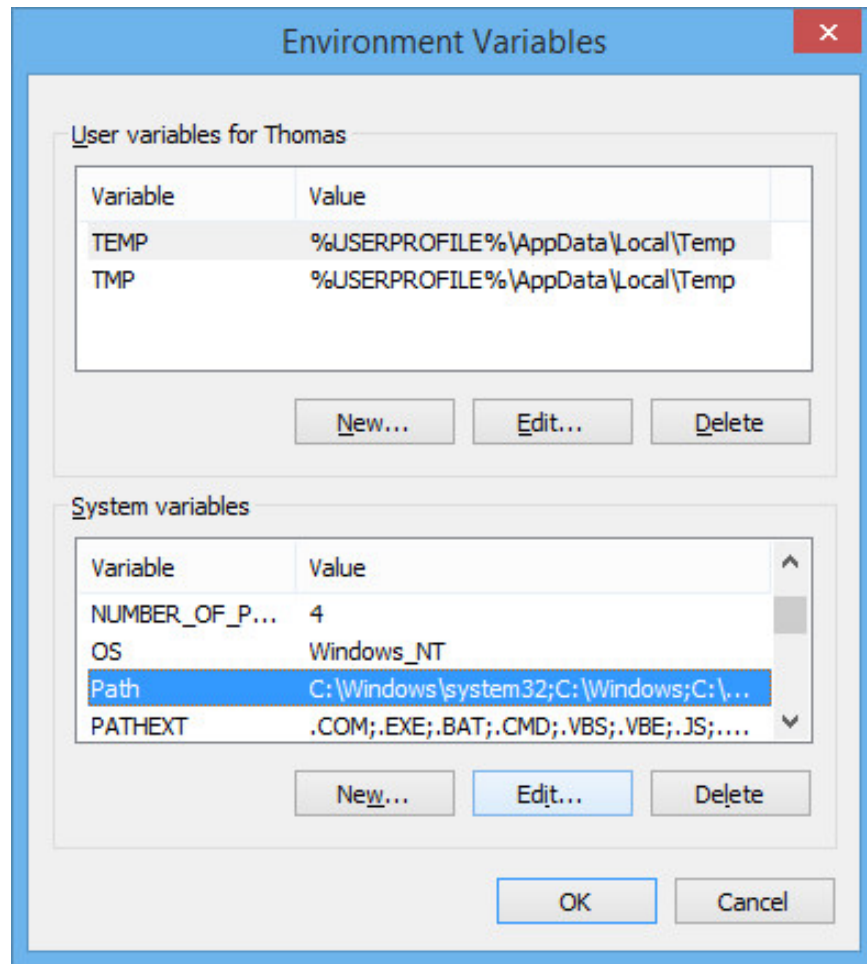 Environment Variables
User variables for Thomas
Variable Value
TEMP %USERPROFILE%\AppData\Local\Temp
TMP %USERPROFILE%\AppData\Local\Temp
New... Edit... Delete
System variables
Variable Value
NUMBER_OF_P... 4
OS Windows_NT
Path C:\Windows\system32;C:\Windows;C:\...
PATHEXT .COM;.EXE;.BAT;.CMD;.VBS;.VBE;.JS;....
New... Edit... Delete
OK Cancel